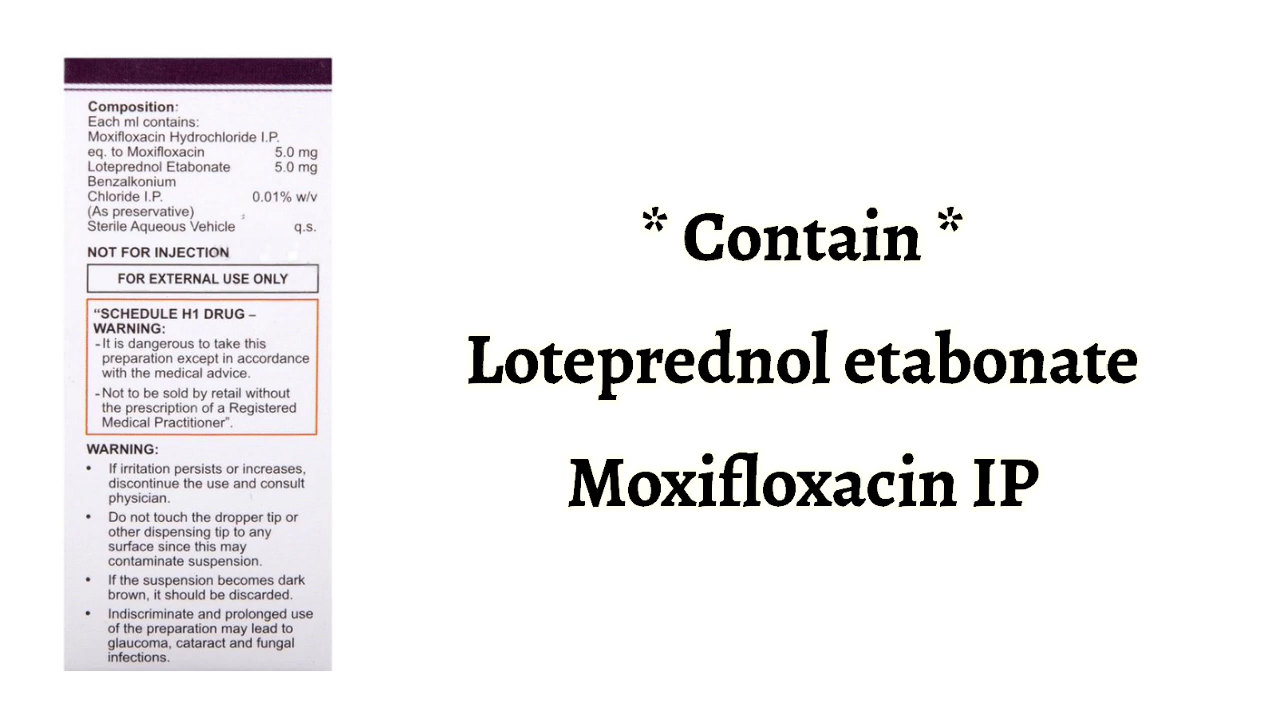 Composition:
Each ml contains:
Moxifloxacin Hydrochloride I.P.
eq. to Moxifloxacin 5.0 mg
Loteprednol Etabonate 5.0 mg
Benzalkonium
Chloride I.P. 0.01% w/v
(As preservative)
Sterile Aqueous Vehicle q.s.
NOT FOR INJECTION
FOR EXTERNAL USE ONLY
“SCHEDULE H1 DRUG –
WARNING:
-It is dangerous to take this
preparation except in accordance
with the medical advice.
-Not to be sold by retail without
the prescription of a Registered
Medical Practitioner”.
WARNING:
• If irritation persists or increases,
discontinue the use and consult
physician.
• Do not touch the dropper tip or
other dispensing tip to any
surface since this may
contaminate suspension.
• If the suspension becomes dark
brown, it should be discarded.
• Indiscriminate and prolonged use
of the preparation may lead to
glaucoma, cataract and fungal
infections.
* Contain *
Loteprednol etabonate
Moxifloxacin IP